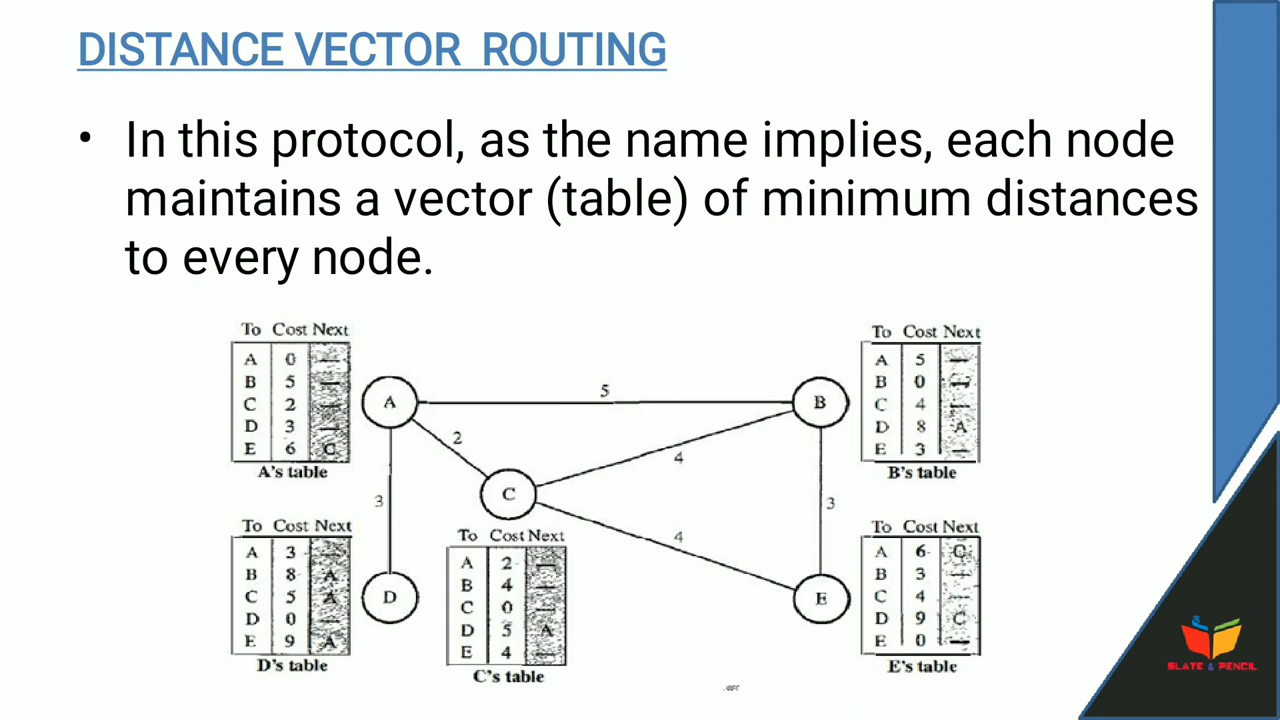 DISTANCE VECTOR ROUTING
• In this protocol, as the name implies, each node
maintains a vector (table) of minimum distances
to every node.
To Cost Next
A 0 —
B 5 —
C 2 —
D 3 —
E 6 C
A's table
A
5
B
2
4
C
3
3
4
D
E
To Cost Next
A 5 —
B 0 —
C 4 —
D 8 A
E 3 —
B's table
To Cost Next
A 3 —
B 8 A
C 5 A
D 0 —
E 9 A
D's table
To Cost Next
A 2 —
B 4 —
C 0 —
D 5 A
E 4 —
C's table
To Cost Next
A 6 C
B 3 —
C 4 —
D 9 C
E 0 —
E's table
SLATE & PENCIL